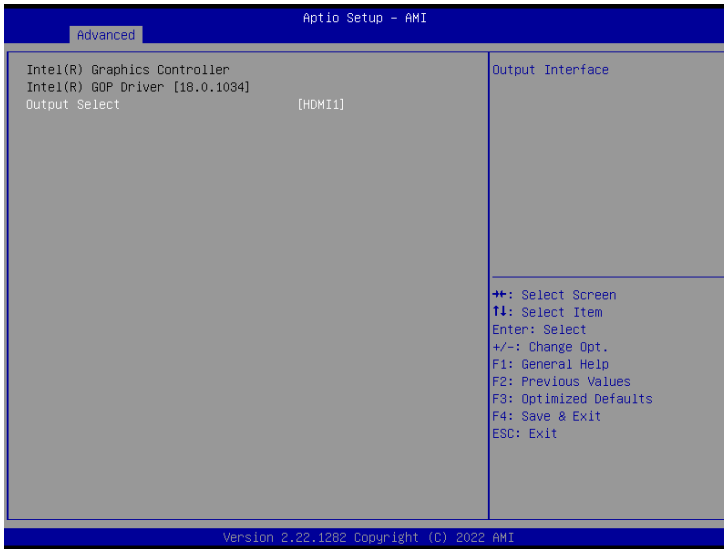 Aptio Setup - AMI
Advanced
Intel(R) Graphics Controller
Intel(R) GOP Driver [18.0.1034]
Output Select [HDMI1]
Output Interface
→←: Select Screen
↑↓: Select Item
Enter: Select
+/-: Change Opt.
F1: General Help
F2: Previous Values
F3: Optimized Defaults
F4: Save & Exit
ESC: Exit
Version 2.22.1282 Copyright (C) 2022 AMI